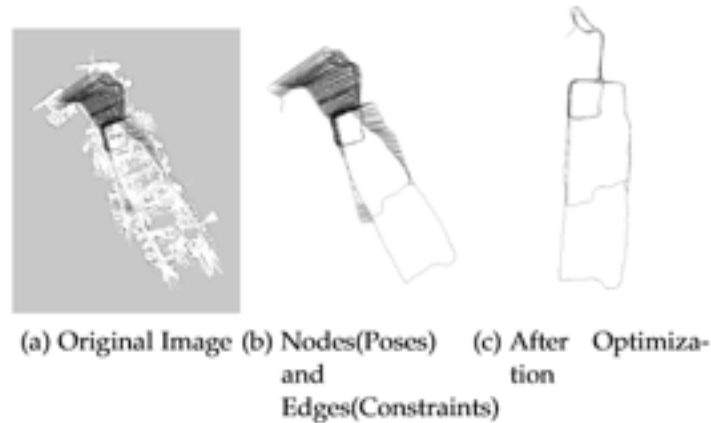 (a) Original Image (b) Nodes(Poses) (c) After Optimiza-
and tion
Edges(Constraints)